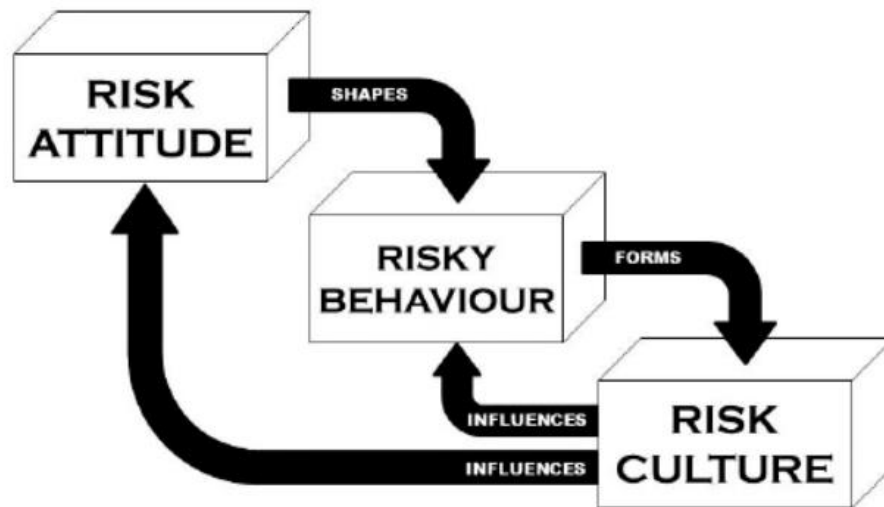 RISK
ATTITUDE
SHAPES
RISKY
BEHAVIOUR
FORMS
INFLUENCES
INFLUENCES
RISK
CULTURE